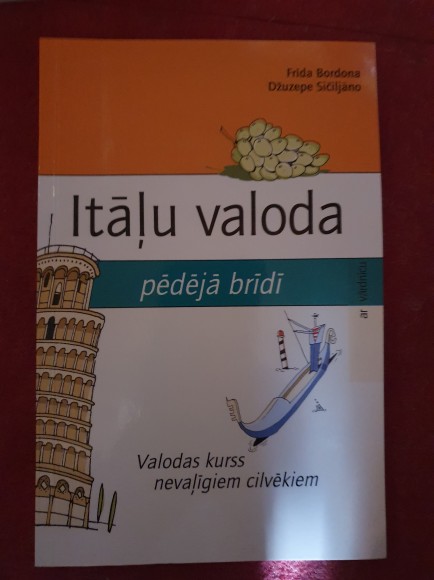 Frida Bordona
Džuzepe Sičiljāno
Itāļu valoda
pēdējā brīdī
ar vārdnīcu
Valodas kurss
nevaļīgiem cilvēkiem